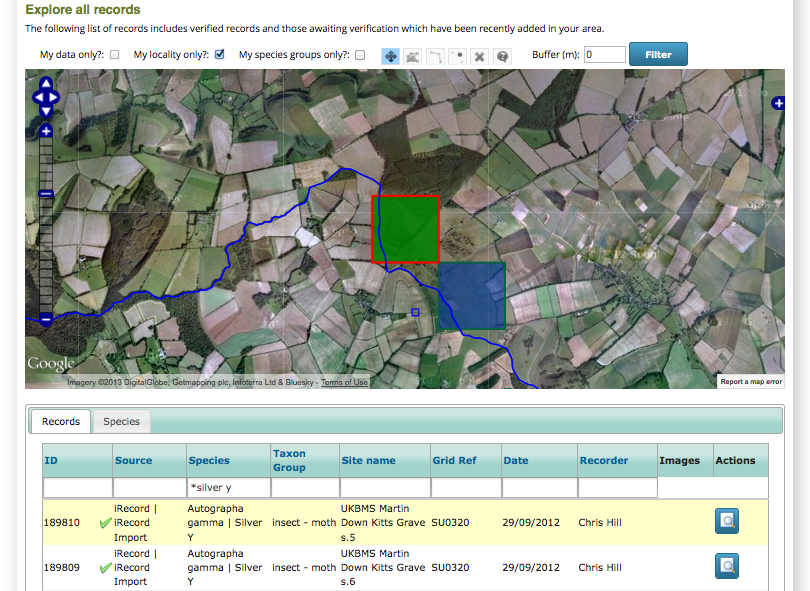 Explore all records
The following list of records includes verified records and those awaiting verification which have been recently added in your area.
My data only?: My locality only?: My species groups only?: Buffer (m): 0 Filter
Google
Imagery ©2013 DigitalGlobe, Getmapping plc, Infoterra Ltd & Bluesky - Terms of Use
Report a map error
Records Species
ID Source Species Taxon Group Site name Grid Ref Date Recorder Images Actions
*silver y
189810 iRecord | iRecord Import Autographa gamma | Silver Y insect - moth UKBMS Martin Down Kitts Grave s.5 SU0320 29/09/2012 Chris Hill
189809 iRecord | iRecord Import Autographa gamma | Silver Y insect - moth UKBMS Martin Down Kitts Grave s.6 SU0320 29/09/2012 Chris Hill